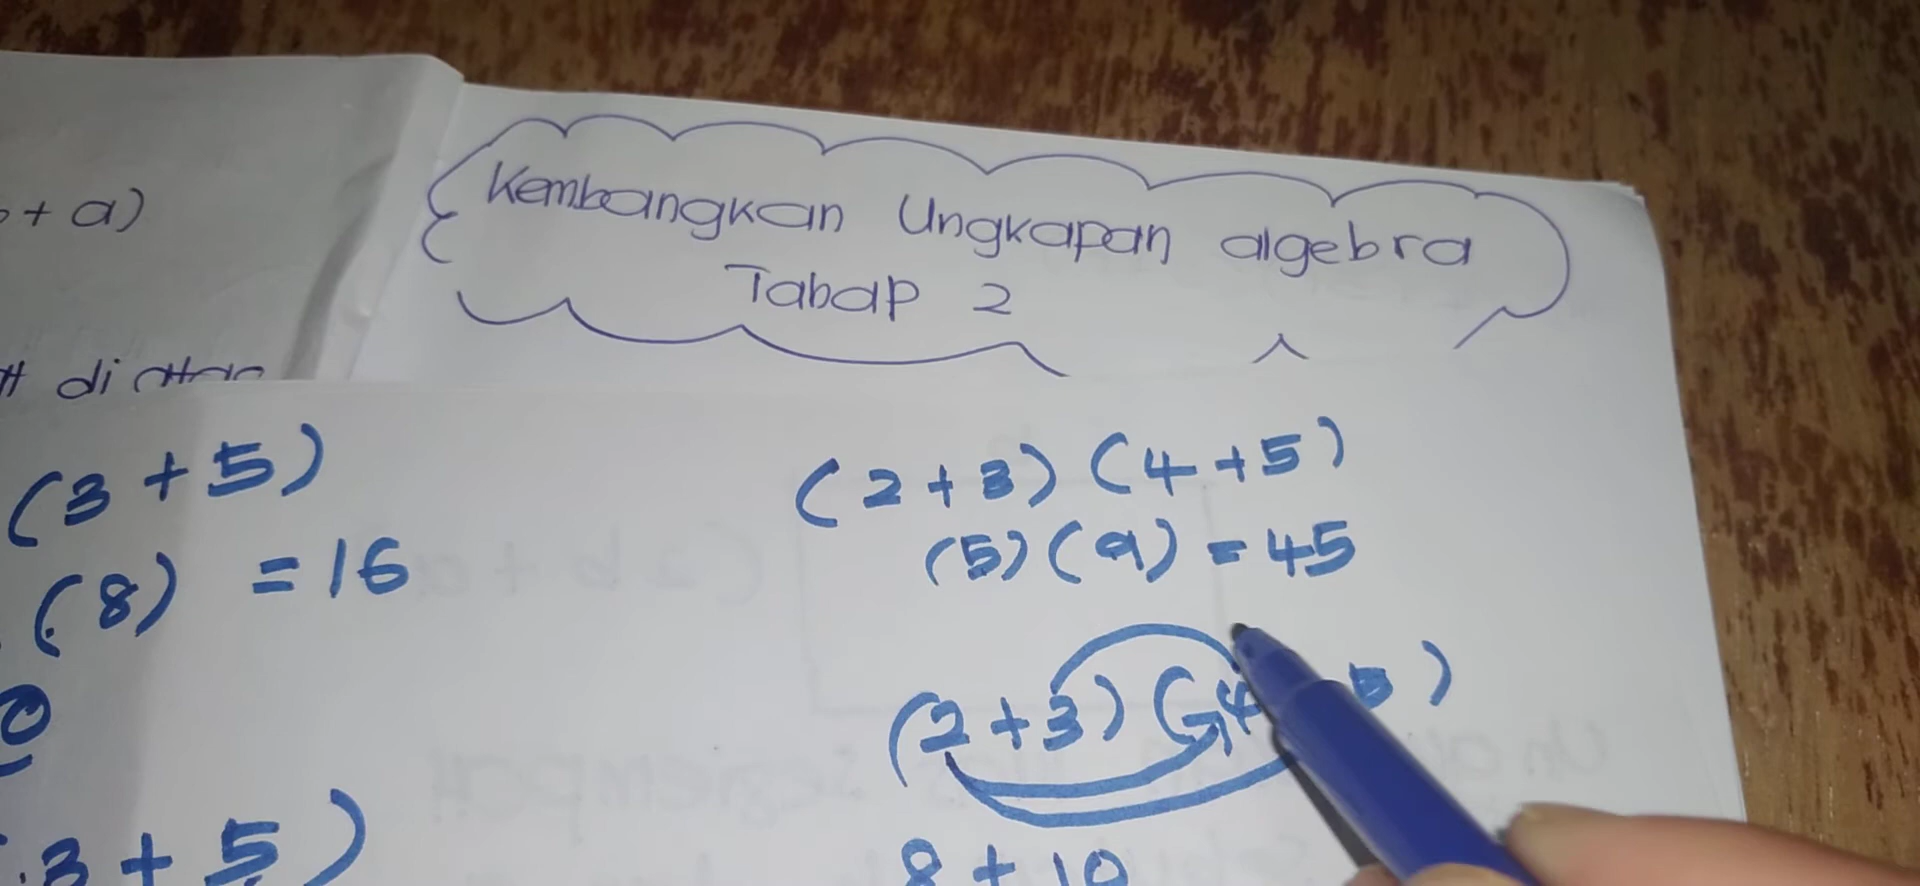 + a)
Kembangkan Ungkapan algebra
Tahap 2
di atas
(3 + 5)
(8) = 16
3 + 5)
(2 + 3) (4 + 5)
(5) (9) = 45
(2 + 3) (4 5)
8 + 10